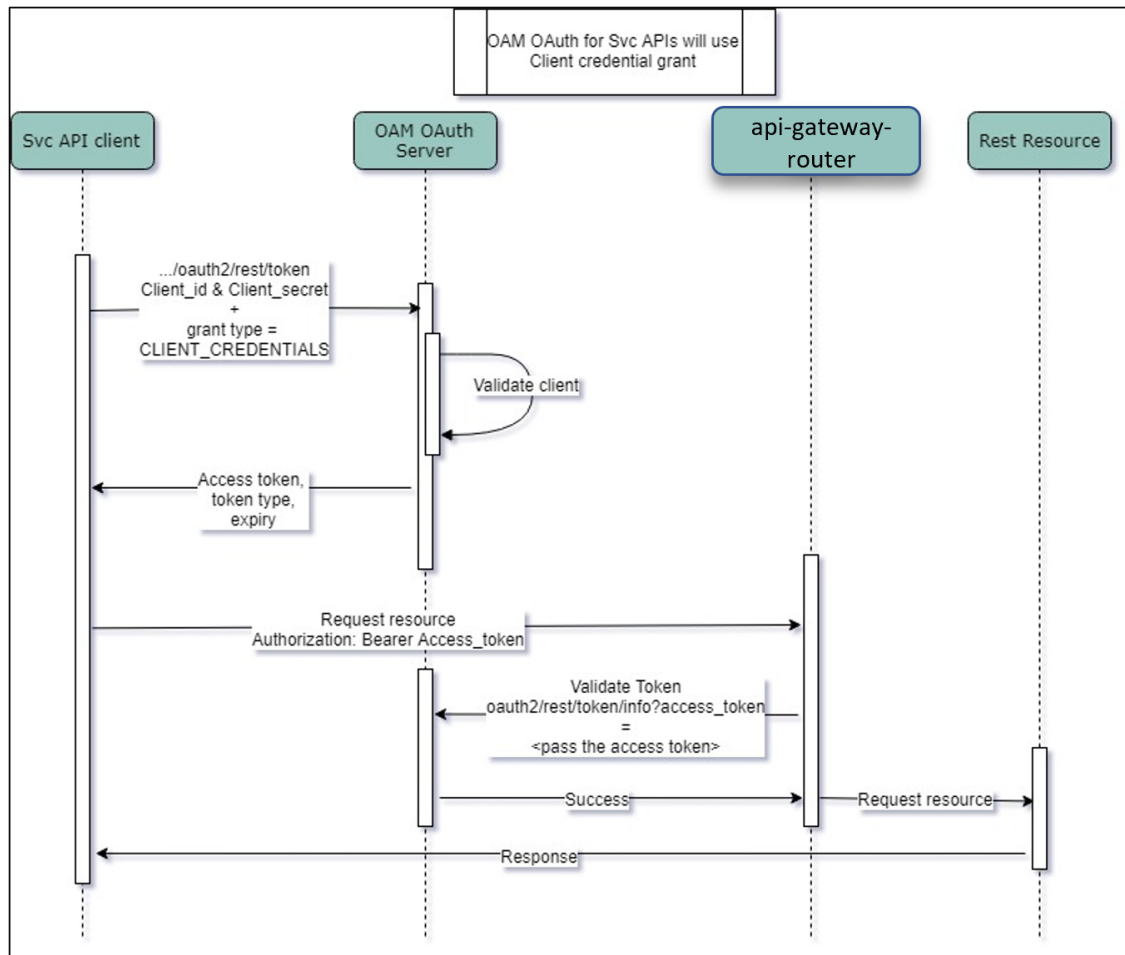 OAM OAuth for Svc APIs will use
Client credential grant
Svc API client
OAM OAuth
Server
api-gateway-
router
Rest Resource
.../oauth2/rest/token
Client_id & Client_secret
+
grant type =
CLIENT_CREDENTIALS
Validate client
Access token,
token type,
expiry
Request resource
Authorization: Bearer Access_token
Validate Token
oauth2/rest/token/info?access_token
=
<pass the access token>
Success
Request resource
Response